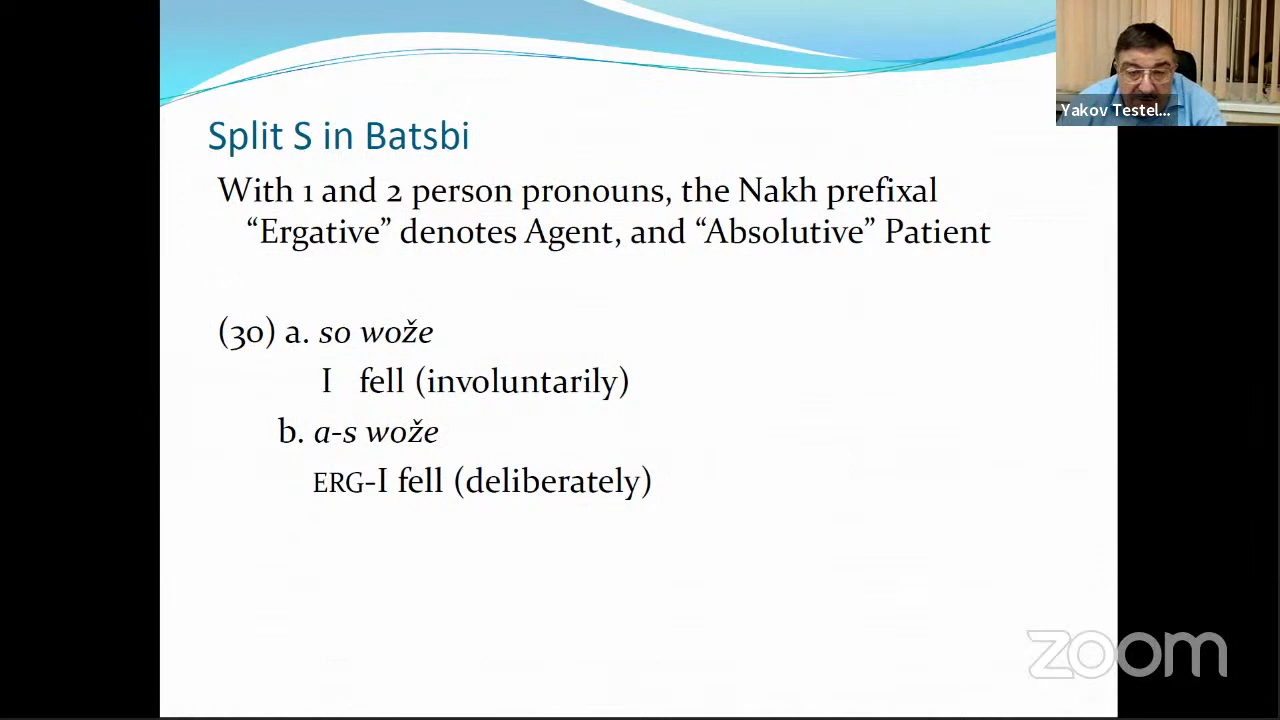 Yakov Testel...
Split S in Batsbi
With 1 and 2 person pronouns, the Nakh prefixal
“Ergative” denotes Agent, and “Absolutive” Patient
(30) a. so wože
I fell (involuntarily)
b. a-s wože
ERG-I fell (deliberately)
zoom